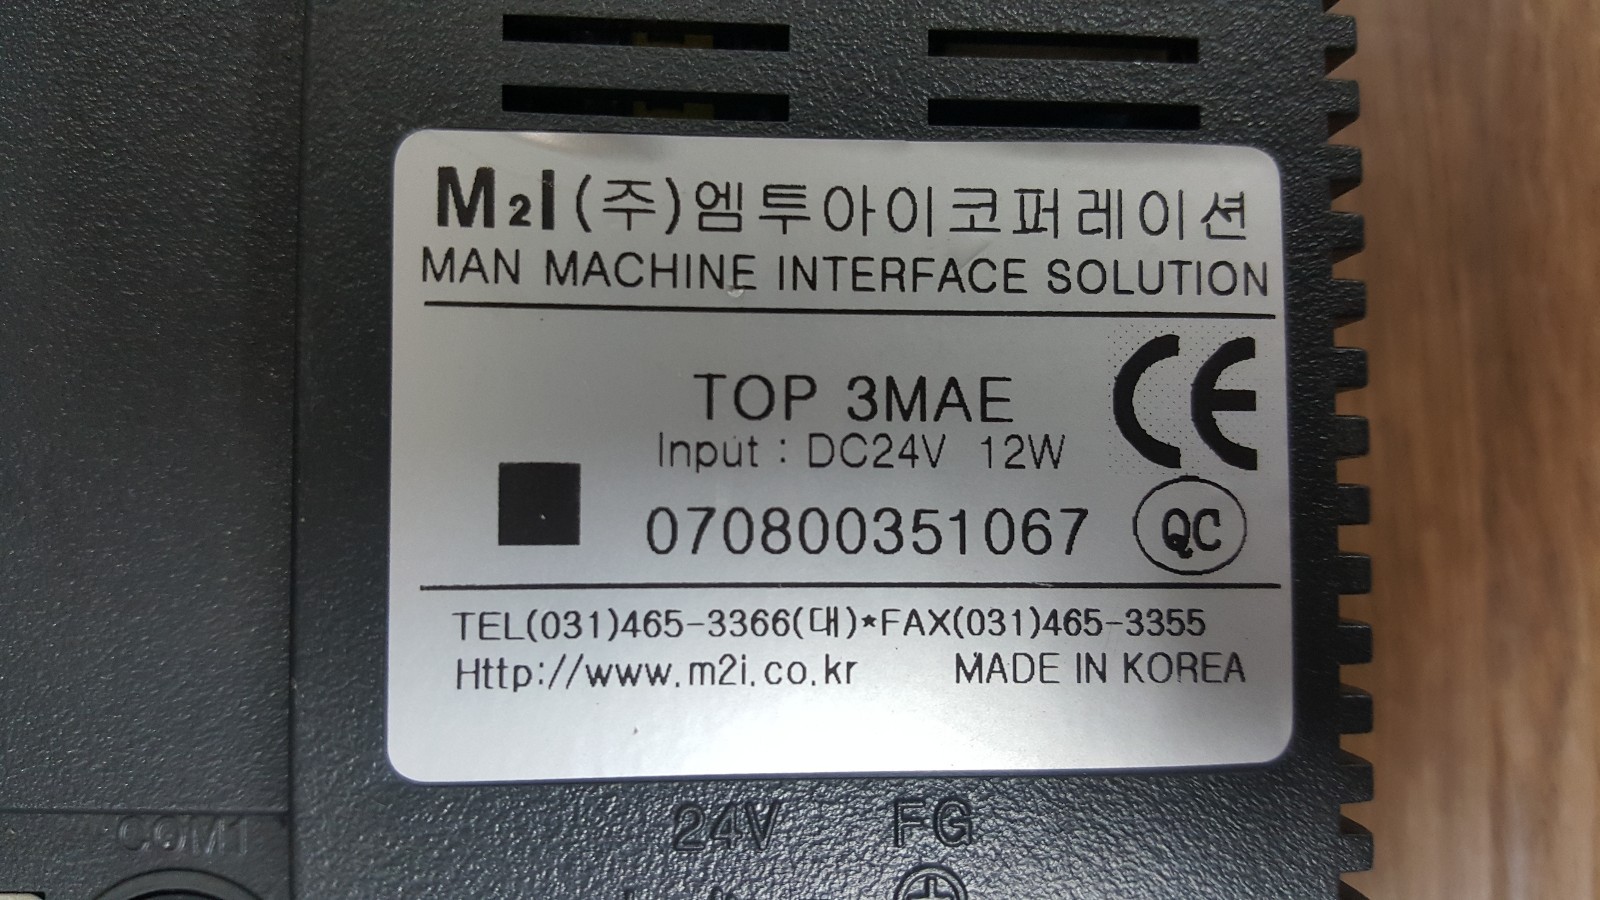 M2I (주)엠투아이코퍼레이션
MAN MACHINE INTERFACE SOLUTION
CE
TOP 3MAE
Input : DC24V 12W
070800351067
QC
TEL(031)465-3366(대)*FAX(031)465-3355
Http://www.m2i.co.kr MADE IN KOREA
24V FG
COM1